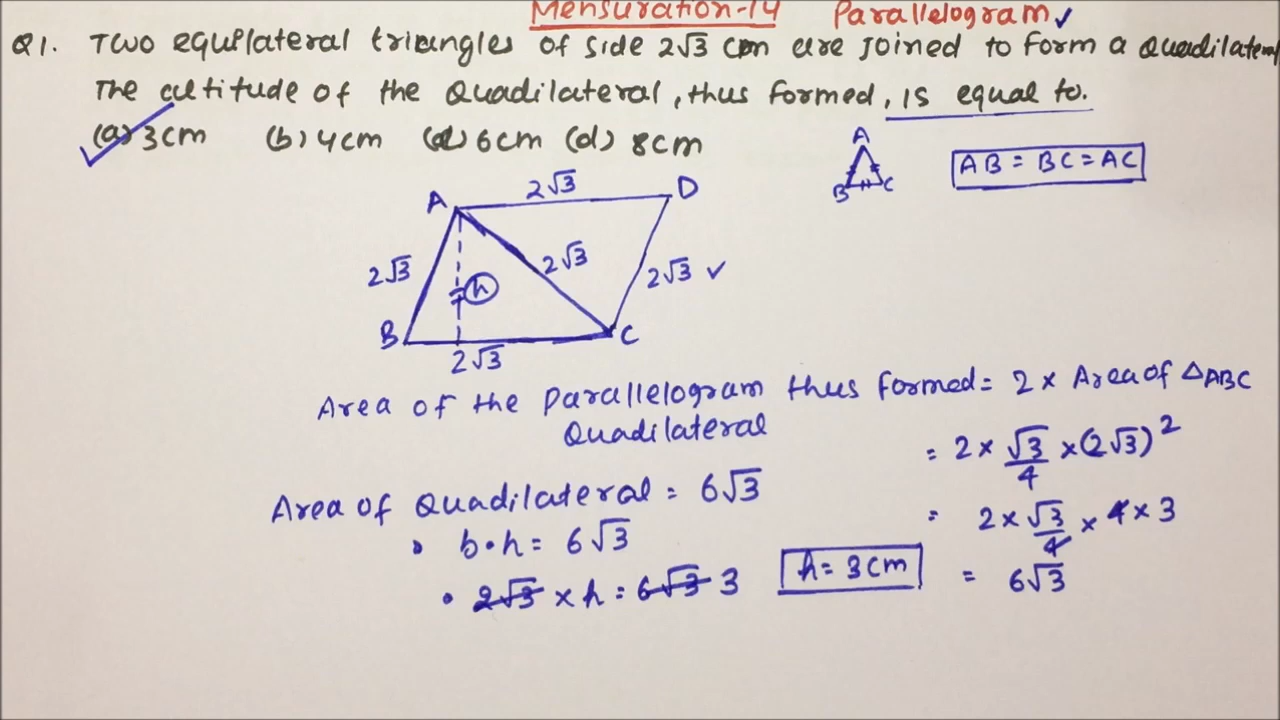 Mensuration-14 Parallelogram ✓
Q1. Two equilateral triangles of side 2√3 cm are joined to form a Quadilateral
The altitude of the Quadilateral, thus formed, is equal to.
(a) 3cm (b) 4cm (c) 6cm (d) 8cm
A
B C
AB = BC = AC
A 2√3 D
2√3 h 2√3 2√3 ✓
B 2√3 C
Area of the parallelogram thus formed = 2 × Area of △ABC
Quadilateral
= 2 × √3/4 × (2√3)²
Area of Quadilateral = 6√3
= 2 × √3/4 × 4 × 3
• b•h = 6√3
• 2√3 × h = 6√3 3
h = 3cm
= 6√3